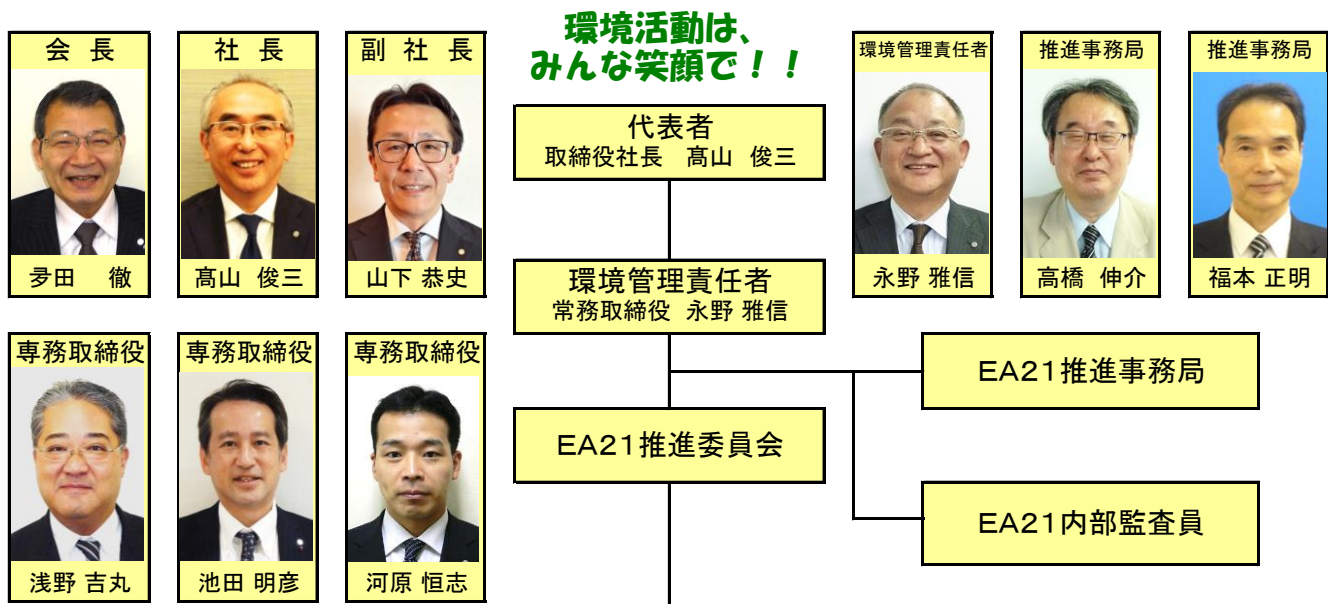 環境活動は、
みんな笑顔で！！
会 長
夛田 徹
社 長
髙山 俊三
副 社 長
山下 恭史
環境管理責任者
永野 雅信
推進事務局
高橋 伸介
推進事務局
福本 正明
専務取締役
浅野 吉丸
専務取締役
池田 明彦
専務取締役
河原 恒志
代表者
取締役社長 髙山 俊三
環境管理責任者
常務取締役 永野 雅信
EA21推進事務局
EA21推進委員会
EA21内部監査員